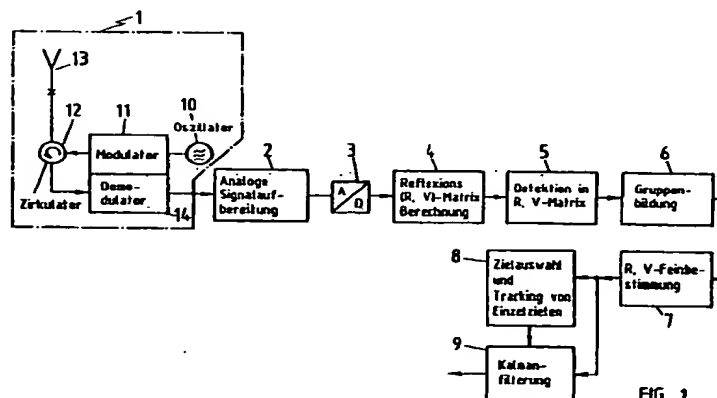 1
13
12
11
10
Oszillator
Modulator
Demo-
dulator
Zirkulator
14
2
Analoge
Signalauf-
bereitung
3
A
D
4
Reflexions
(R, V)-Matrix
Berechnung
5
Detektion in
R, V-Matrix
6
Gruppen-
bildung
8
Zielauswahl
und
Tracking von
Einzelzielen
R, V-Feinbe-
stimmung
7
9
Kalman-
filterung
FIG. 1